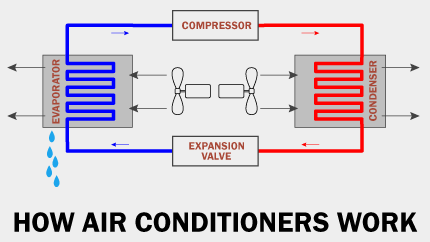 COMPRESSOR
EVAPORATOR
CONDENSER
EXPANSION
VALVE
HOW AIR CONDITIONERS WORK